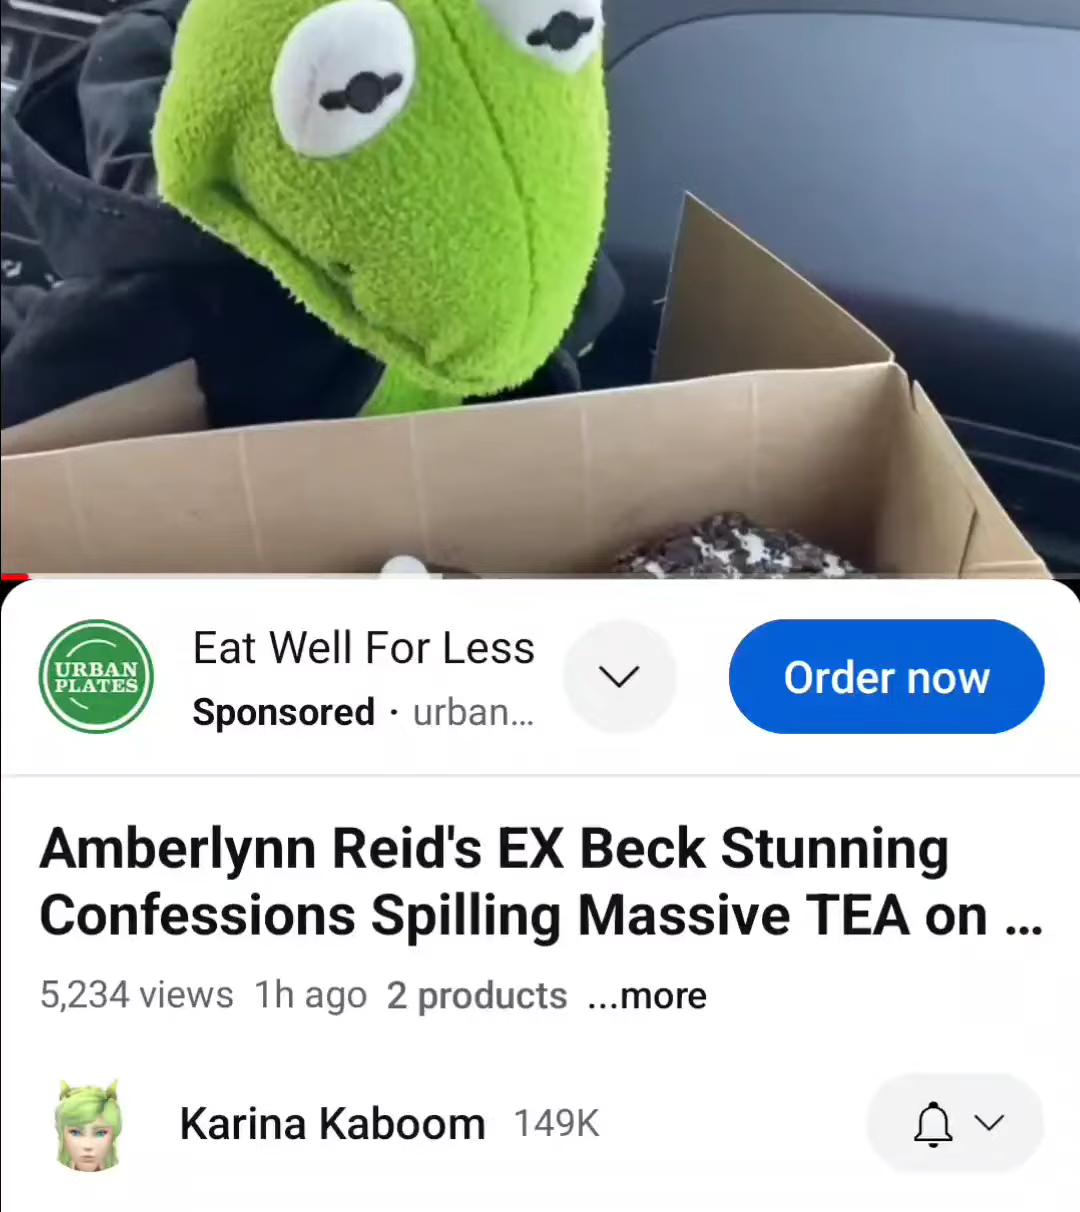 URBAN
PLATES
Eat Well For Less
Sponsored · urban...
Order now
Amberlynn Reid's EX Beck Stunning
Confessions Spilling Massive TEA on ...
5,234 views 1h ago 2 products ...more
Karina Kaboom 149K